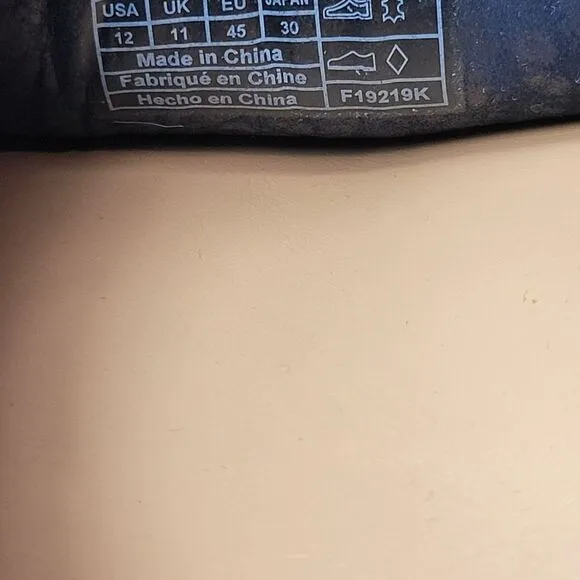 USA UK EU JAPAN
12 11 45 30
Made in China
Fabriqué en Chine
Hecho en China F19219K